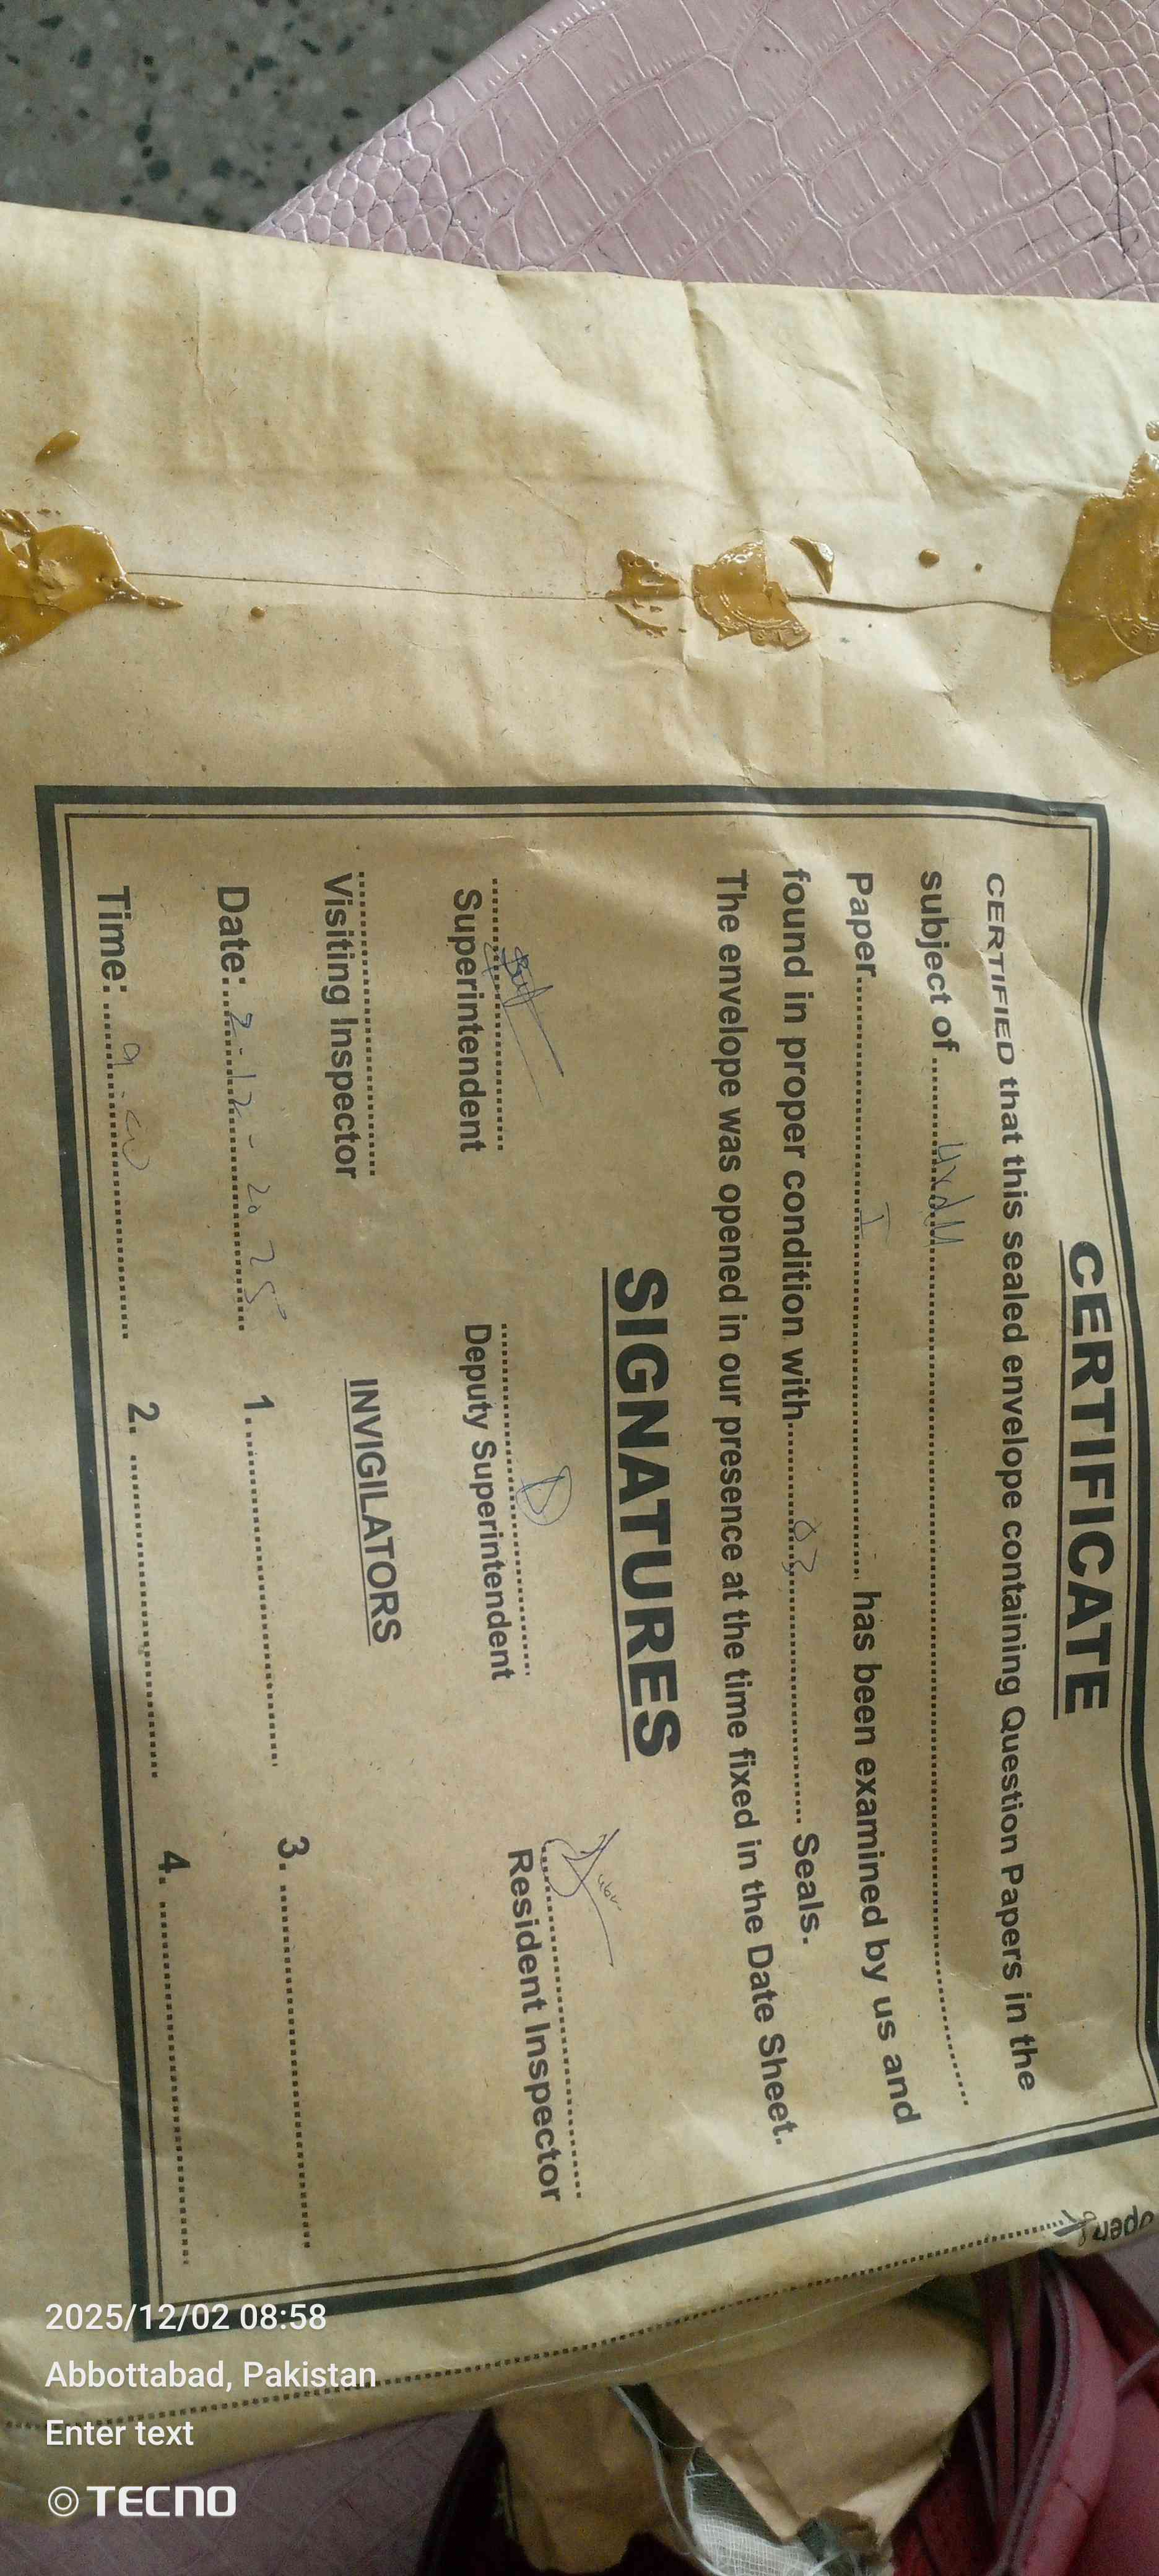 CERTIFICATE
CERTIFIED that this sealed envelope containing Question Papers in the
subject of ..........................
Paper.............I............. has been examined by us and
found in proper condition with.........03......... Seals.
The envelope was opened in our presence at the time fixed in the Date Sheet.
SIGNATURES
Superintendent Deputy Superintendent Resident Inspector
Visiting Inspector
INVIGILATORS
Date: 2-12-2025 1. .......... 3. ..........
Time: 9.00 2. .......... 4. ..........
open
2025/12/02 08:58
Abbottabad, Pakistan
Enter text
TECNO